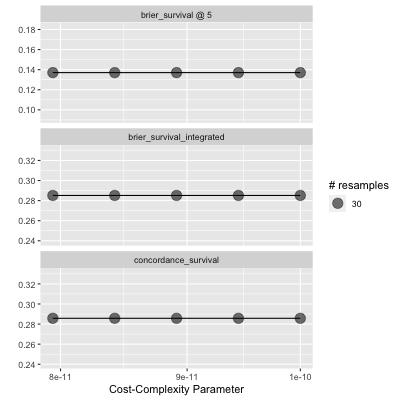 brier_survival @ 5
0.18
0.16
0.14
0.12
0.10
brier_survival_integrated
0.32
0.30
0.28
0.26
0.24
concordance_survival
0.32
0.30
0.28
0.26
0.24
8e-11 9e-11 1e-10
Cost-Complexity Parameter
# resamples
30